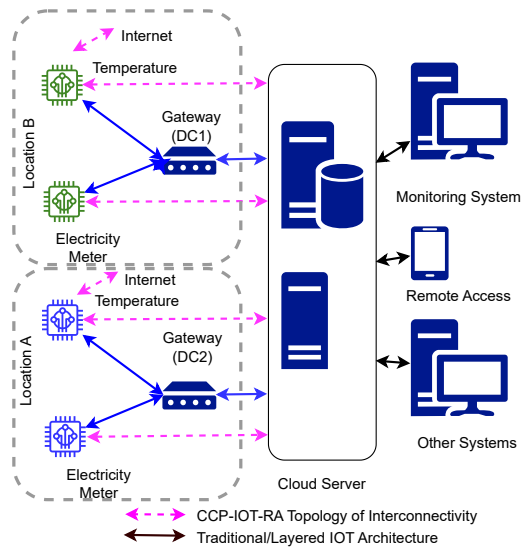 Internet
Temperature
Gateway
(DC1)
Location B
Electricity
Meter
Monitoring System
Remote Access
Internet
Temperature
Gateway
(DC2)
Location A
Electricity
Meter
Cloud Server
Other Systems
CCP-IOT-RA Topology of Interconnectivity
Traditional/Layered IOT Architecture